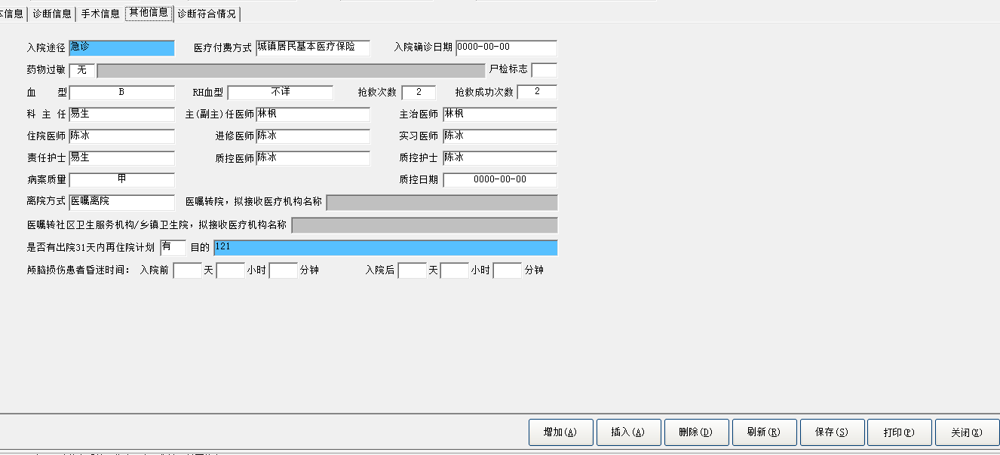 本信息 诊断信息 手术信息 其他信息 诊断符合情况
入院途径 急诊 医疗付费方式 城镇居民基本医疗保险 入院确诊日期 0000-00-00
药物过敏 无 尸检标志
血 型 B RH血型 不详 抢救次数 2 抢救成功次数 2
科 主 任 易生 主(副主)任医师 林枫 主治医师 林枫
住院医师 陈冰 进修医师 陈冰 实习医师 陈冰
责任护士 易生 质控医师 陈冰 质控护士 陈冰
病案质量 甲 质控日期 0000-00-00
离院方式 医嘱离院 医嘱转院，拟接收医疗机构名称
医嘱转社区卫生服务机构/乡镇卫生院，拟接收医疗机构名称
是否有出院31天内再住院计划 有 目的 121
颅脑损伤患者昏迷时间： 入院前 天 小时 分钟 入院后 天 小时 分钟
增加(A) 插入(A) 删除(D) 刷新(R) 保存(S) 打印(P) 关闭(X)